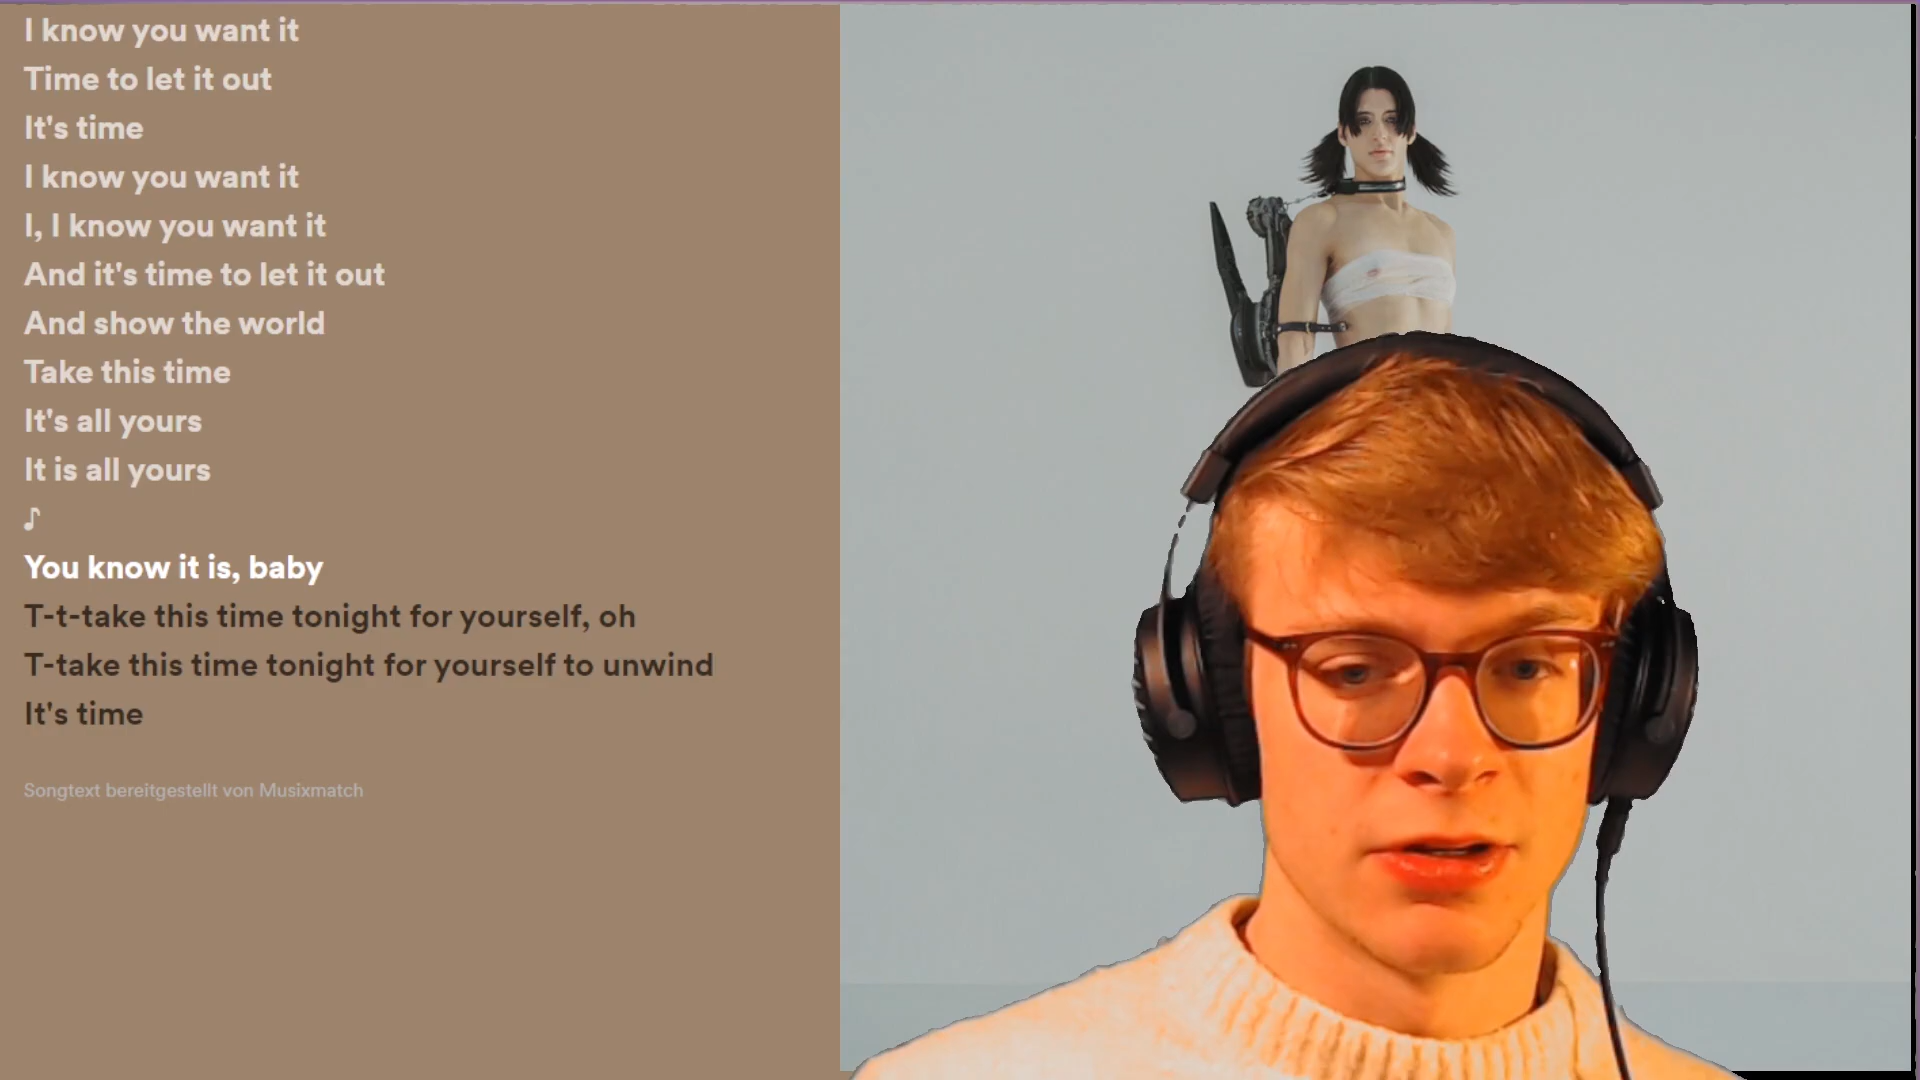 I know you want it
Time to let it out
It's time
I know you want it
I, I know you want it
And it's time to let it out
And show the world
Take this time
It's all yours
It is all yours
♪
You know it is, baby
T-t-take this time tonight for yourself, oh
T-take this time tonight for yourself to unwind
It's time
Songtext bereitgestellt von Musixmatch